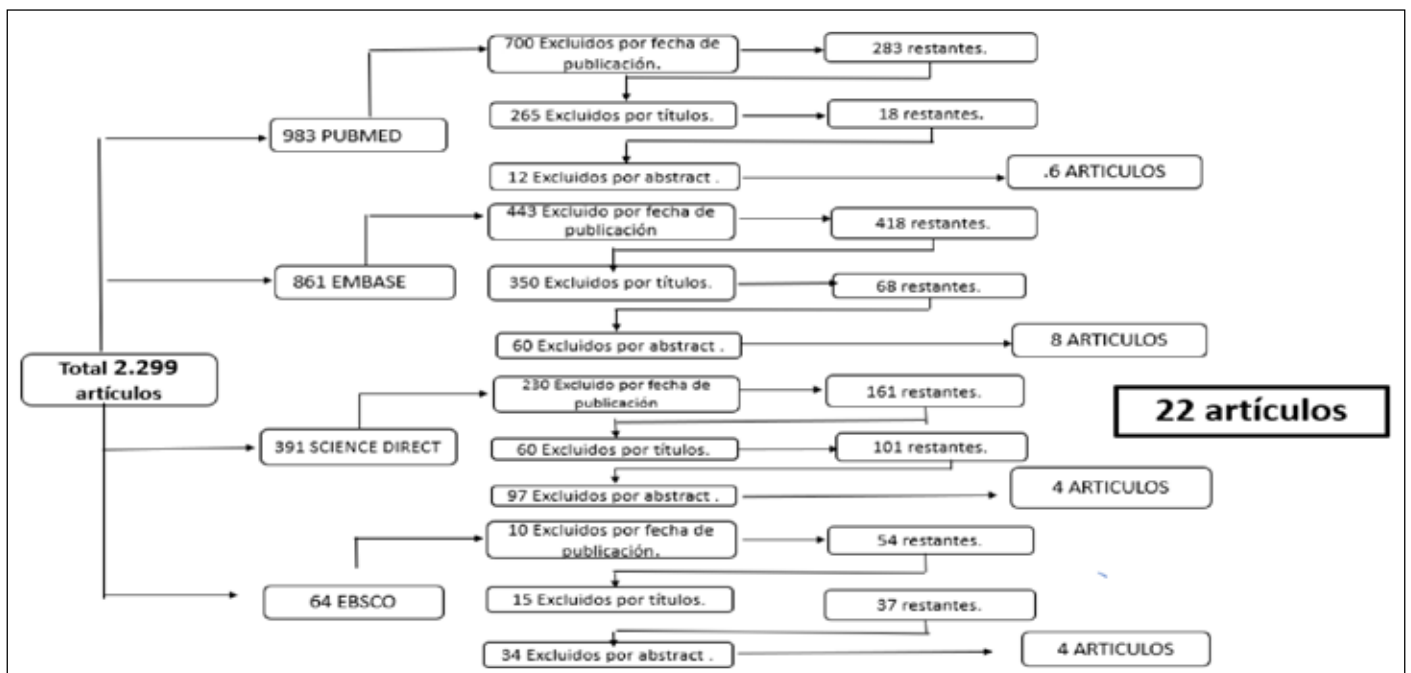 700 Excluidos por fecha de
publicación.
283 restantes.
265 Excluidos por títulos.
18 restantes.
983 PUBMED
12 Excluidos por abstract .
.6 ARTICULOS
443 Excluido por fecha de
publicación
418 restantes.
861 EMBASE
350 Excluidos por títulos.
68 restantes.
60 Excluidos por abstract .
8 ARTICULOS
Total 2.299
artículos
230 Excluido por fecha de
publicación
161 restantes.
22 artículos
391 SCIENCE DIRECT
60 Excluidos por títulos.
101 restantes.
97 Excluidos por abstract .
4 ARTICULOS
10 Excluidos por fecha de
publicación.
54 restantes.
64 EBSCO
15 Excluidos por títulos.
37 restantes.
34 Excluidos por abstract .
4 ARTICULOS